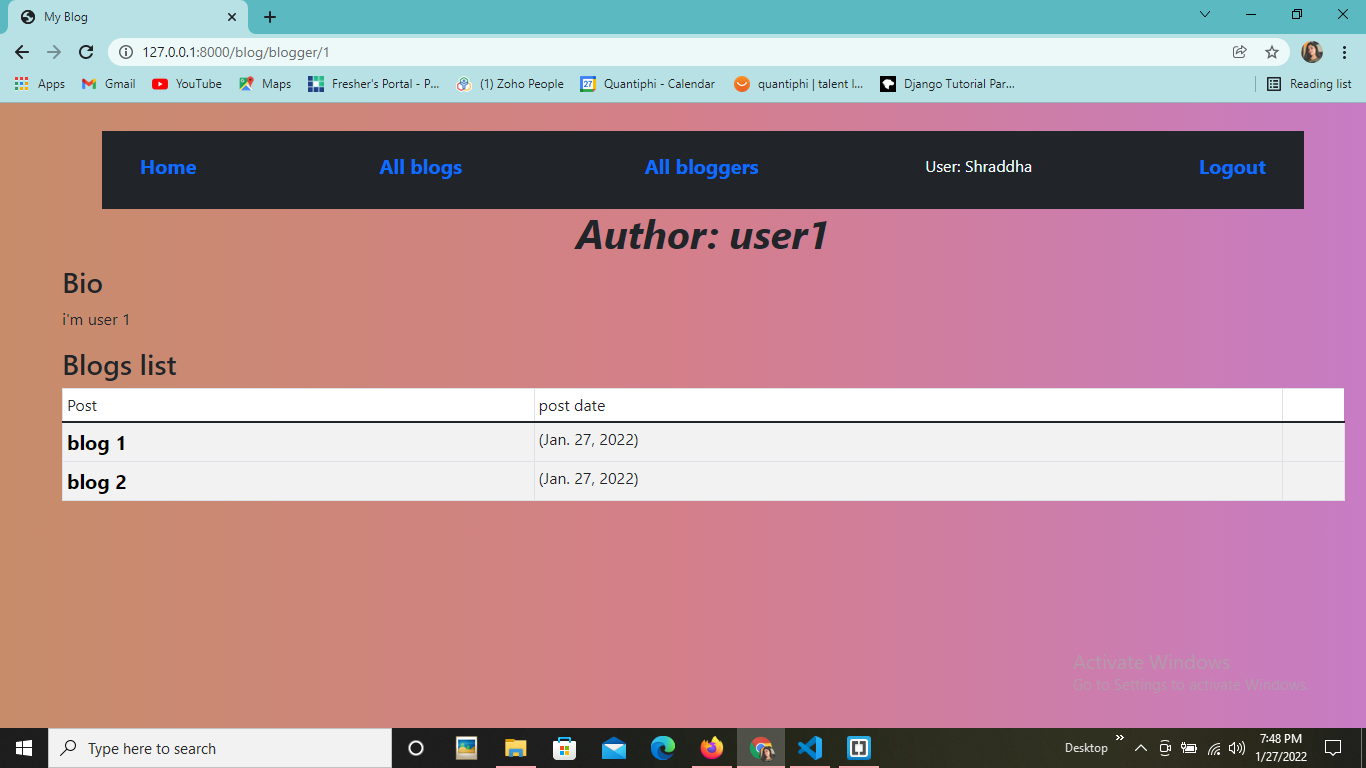 My Blog
127.0.0.1:8000/blog/blogger/1
Apps Gmail YouTube Maps Fresher's Portal - P... (1) Zoho People 27 Quantiphi - Calendar quantiphi | talent l... Django Tutorial Par... Reading list
Home All blogs All bloggers User: Shraddha Logout
Author: user1
Bio
i'm user 1
Blogs list
Post post date
blog 1 (Jan. 27, 2022)
blog 2 (Jan. 27, 2022)
Activate Windows
Go to Settings to activate Windows.
Type here to search Desktop 7:48 PM
1/27/2022